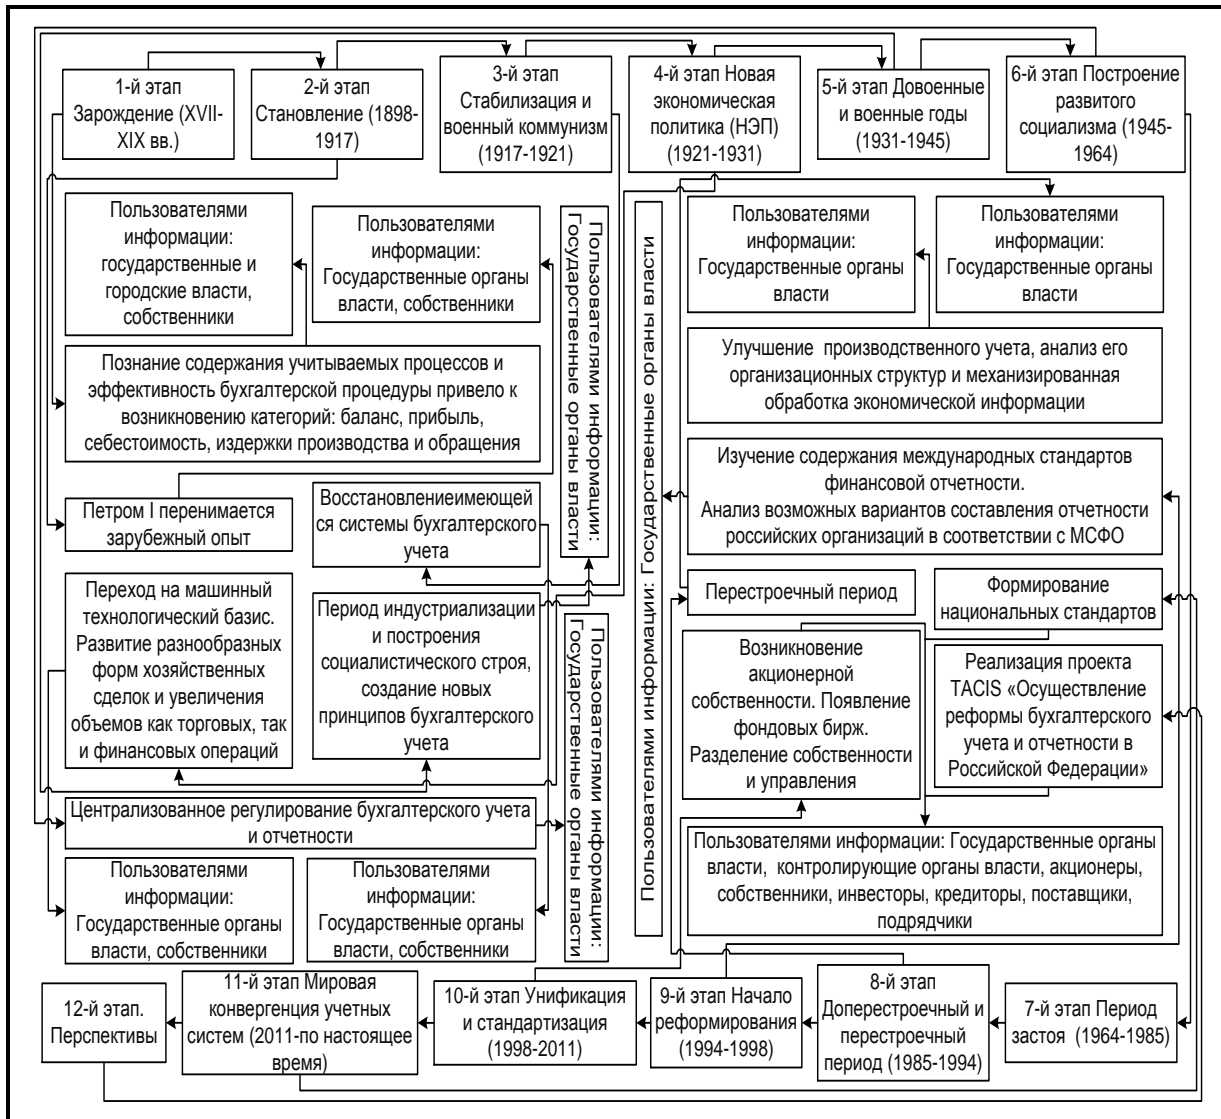 1-й этап
Зарождение (XVII-
XIX вв.)
2-й этап
Становление (1898-
1917)
3-й этап
Стабилизация и
военный коммунизм
(1917-1921)
4-й этап Новая
экономическая
политика (НЭП)
(1921-1931)
5-й этап Довоенные
и военные годы
(1931-1945)
6-й этап Построение
развитого
социализма (1945-
1964)
Пользователями
информации:
государственные и
городские власти,
собственники
Пользователями
информации:
Государственные органы
власти, собственники
Пользователями информации:
Государственные органы власти
Пользователями информации: Государственные органы власти
Пользователями
информации:
Государственные органы
власти
Пользователями
информации:
Государственные органы
власти
Познание содержания учитываемых процессов и
эффективность бухгалтерской процедуры привело к
возникновению категорий: баланс, прибыль,
себестоимость, издержки производства и обращения
Улучшение производственного учета, анализ его
организационных структур и механизированная
обработка экономической информации
Изучение содержания международных стандартов
финансовой отчетности.
Анализ возможных вариантов составления отчетности
российских организаций в соответствии с МСФО
Петром I перенимается
зарубежный опыт
Восстановлениеимеющей
ся системы бухгалтерского
учета
Перестроечный период
Формирование
национальных стандартов
Переход на машинный
технологический базис.
Развитие разнообразных
форм хозяйственных
сделок и увеличения
объемов как торговых, так
и финансовых операций
Период индустриализации
и построения
социалистического строя,
создание новых
принципов бухгалтерского
учета
Пользователями информации:
Государственные органы власти
Возникновение
акционерной
собственности. Появление
фондовых бирж.
Разделение собственности
и управления
Реализация проекта
TACIS «Осуществление
реформы бухгалтерского
учета и отчетности в
Российской Федерации»
Централизованное регулирование бухгалтерского учета
и отчетности
Пользователями информации: Государственные органы
власти, контролирующие органы власти, акционеры,
собственники, инвесторы, кредиторы, поставщики,
подрядчики
Пользователями
информации:
Государственные органы
власти, собственники
Пользователями
информации:
Государственные органы
власти, собственники
12-й этап.
Перспективы
11-й этап Мировая
конвергенция учетных
систем (2011-по настоящее
время)
10-й этап Унификация
и стандартизация
(1998-2011)
9-й этап Начало
реформирования
(1994-1998)
8-й этап
Доперестроечный и
перестроечный
период (1985-1994)
7-й этап Период
застоя (1964-1985)